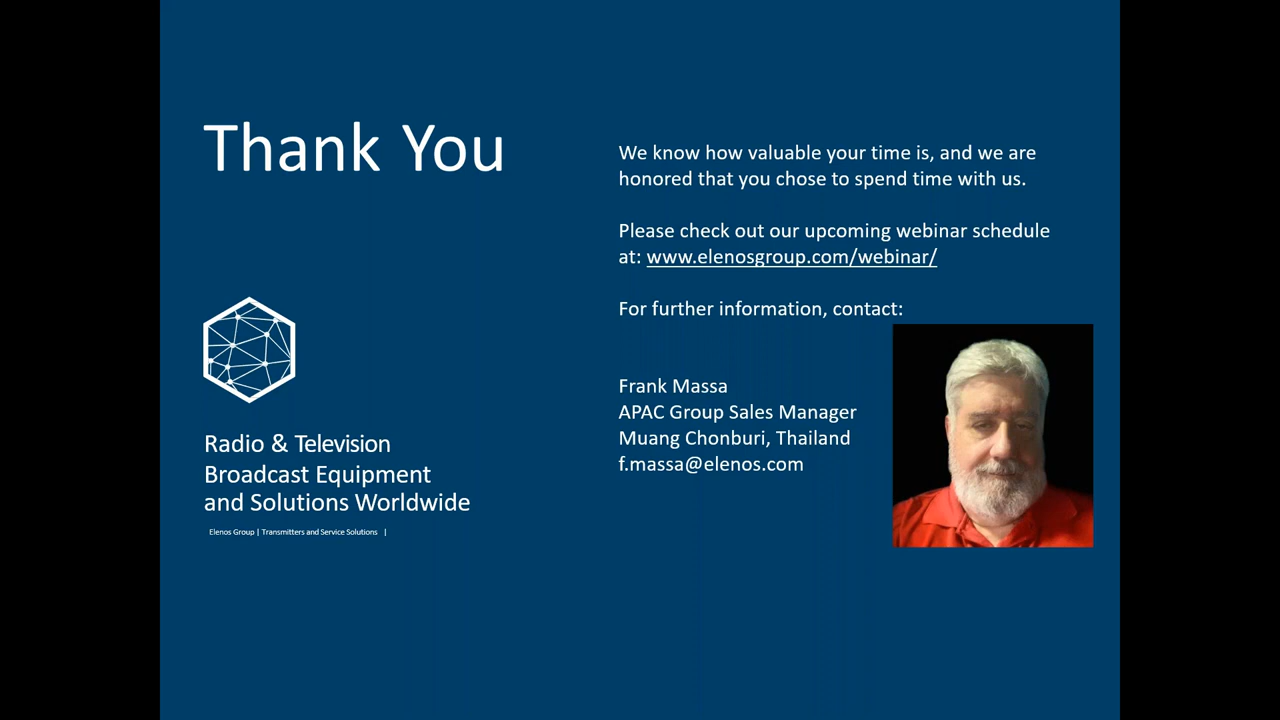 Thank You
We know how valuable your time is, and we are
honored that you chose to spend time with us.
Please check out our upcoming webinar schedule
at: www.elenosgroup.com/webinar/
For further information, contact:
Frank Massa
APAC Group Sales Manager
Muang Chonburi, Thailand
f.massa@elenos.com
Radio & Television
Broadcast Equipment
and Solutions Worldwide
Elenos Group | Transmitters and Service Solutions |